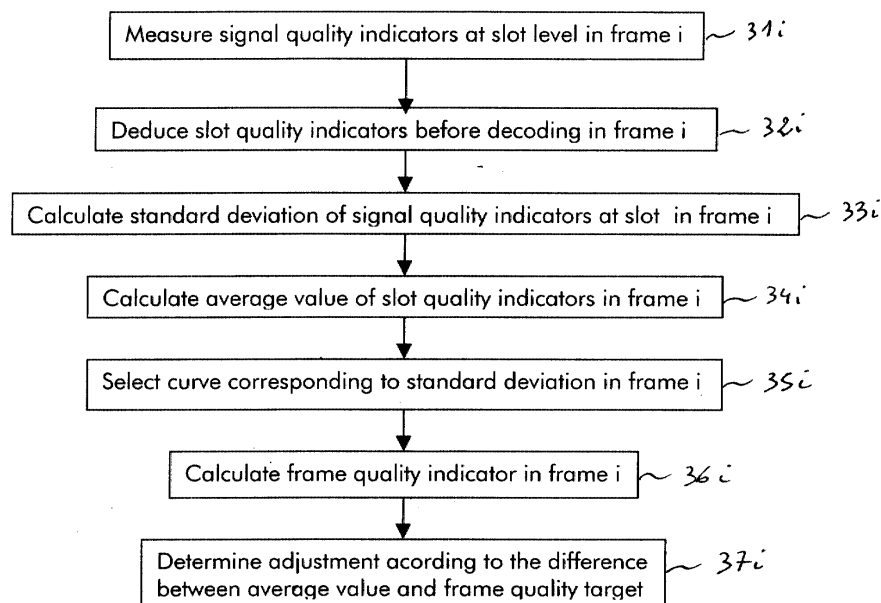 Measure signal quality indicators at slot level in frame i 31i
Deduce slot quality indicators before decoding in frame i 32i
Calculate standard deviation of signal quality indicators at slot in frame i 33i
Calculate average value of slot quality indicators in frame i 34i
Select curve corresponding to standard deviation in frame i 35i
Calculate frame quality indicator in frame i 36i
Determine adjustment acording to the difference
between average value and frame quality target 37i